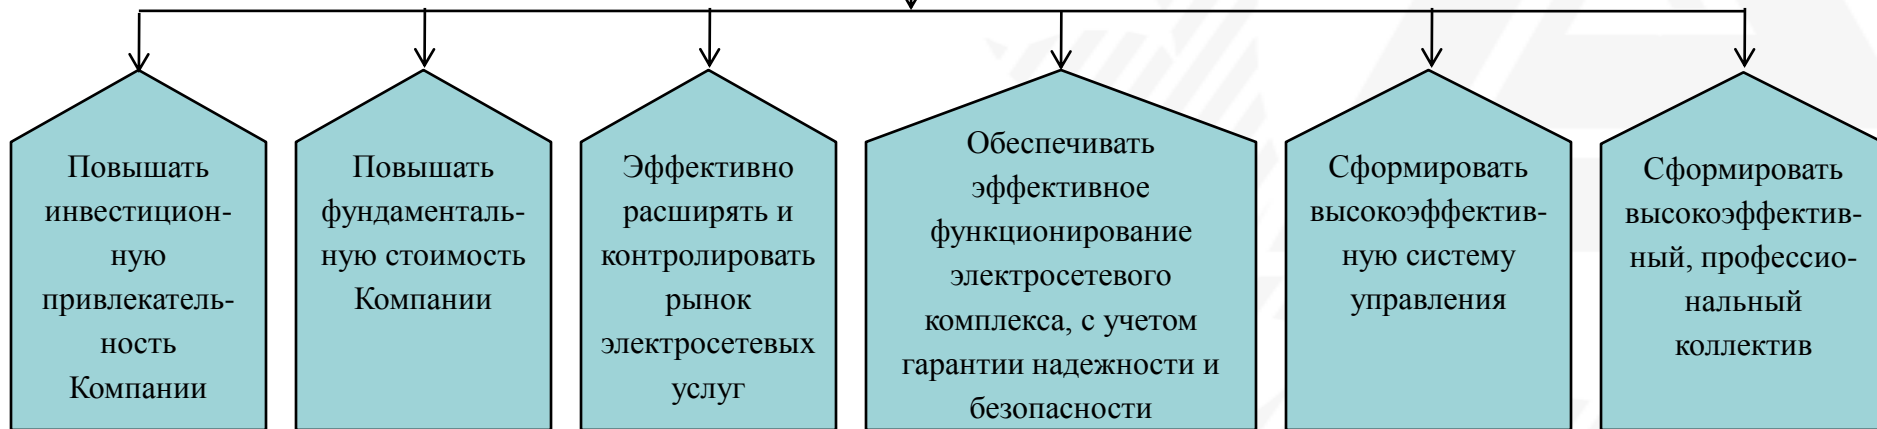 Повышать
инвестицион-
ную
привлекатель-
ность
Компании
Повышать
фундаменталь-
ную стоимость
Компании
Эффективно
расширять и
контролировать
рынок
электросетевых
услуг
Обеспечивать
эффективное
функционирование
электросетевого
комплекса, с учетом
гарантии надежности и
безопасности
Сформировать
высокоэффектив-
ную систему
управления
Сформировать
высокоэффектив-
ный, профессио-
нальный
коллектив